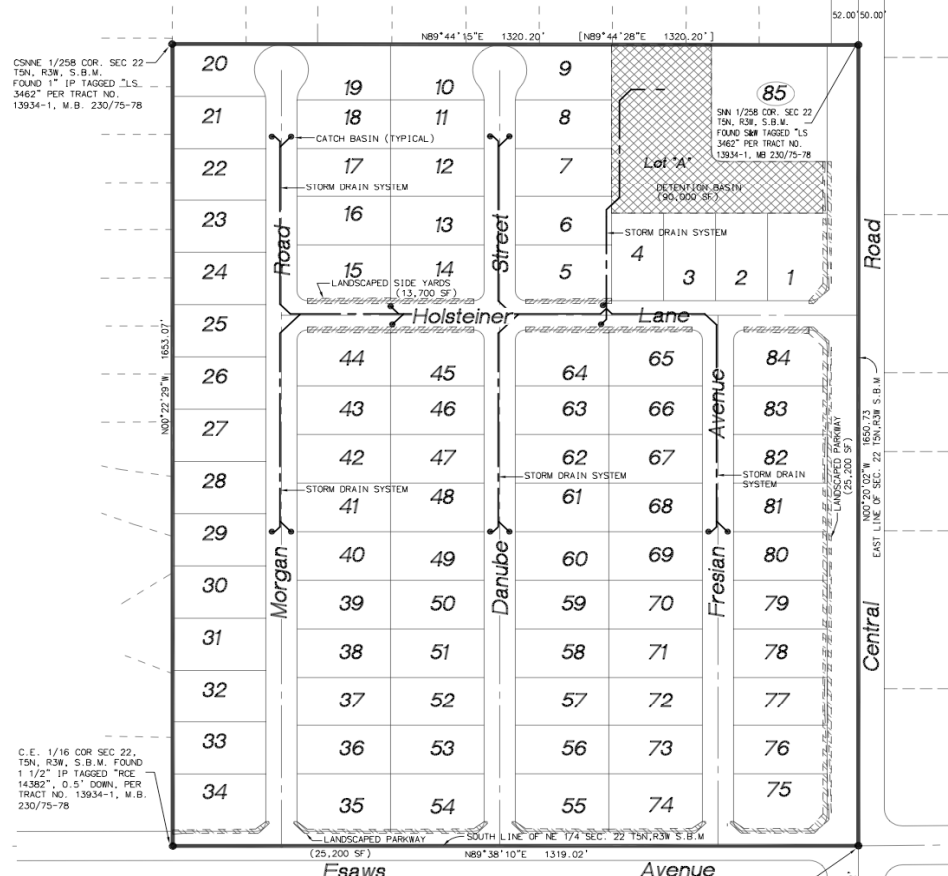 52.00' 50.00'
N89°44'15"E 1320.20' [N89°44'28"E 1320.20']
CSNNE 1/258 COR. SEC 22
T5N, R3W, S.B.M.
FOUND 1" IP TAGGED "LS
3462" PER TRACT NO.
13934-1, M.B. 230/75-78
20
19
10
9
85
SNN 1/258 COR. SEC 22
T5N, R3W, S.B.M.
FOUND S&W TAGGED "LS
3462" PER TRACT NO.
13934-1, MB 230/75-78
21
18
11
8
CATCH BASIN (TYPICAL)
22
17
12
7
Lot "A"
DETENTION BASIN
(90,000 SF)
STORM DRAIN SYSTEM
23
16
13
6
STORM DRAIN SYSTEM
Road
Street
Road
24
15
14
5
4
3
2
1
LANDSCAPED SIDE YARDS
(13,700 SF)
25
Holsteiner Lane
N00°22'29"W 1653.07'
26
44
45
64
65
84
27
43
46
63
66
Avenue
83
28
42
47
62
67
82
LANDSCAPED PARKWAY
(25,200 SF)
N00°20'02"W 1650.73
EAST LINE OF SEC. 22 T5N,R3W S.B.M
STORM DRAIN SYSTEM
STORM DRAIN SYSTEM
STORM DRAIN
SYSTEM
29
41
48
61
68
81
30
40
49
60
69
80
Morgan
Danube
Fresian
Central
31
39
50
59
70
79
32
38
51
58
71
78
33
37
52
57
72
77
34
36
53
56
73
76
35
54
55
74
75
C.E. 1/16 COR SEC 22,
T5N, R3W, S.B.M. FOUND
1 1/2" IP TAGGED "RCE
14382", 0.5' DOWN, PER
TRACT NO. 13934-1, M.B.
230/75-78
LANDSCAPED PARKWAY
(25,200 SF)
SOUTH LINE OF NE 1/4 SEC. 22 T5N,R3W S.B.M
N89°38'10"E 1319.02'
Esaws Avenue